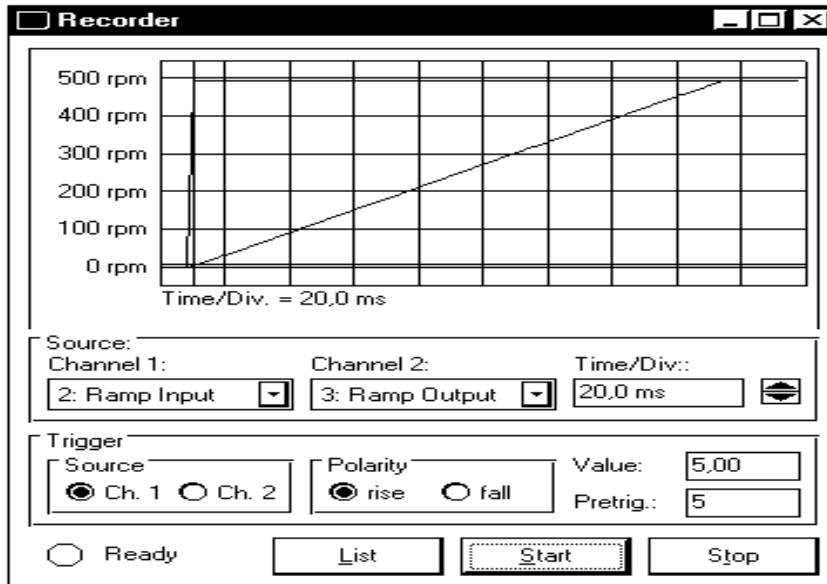 Recorder
500 rpm
400 rpm
300 rpm
200 rpm
100 rpm
0 rpm
Time/Div. = 20,0 ms
Source:
Channel 1: Channel 2: Time/Div::
2: Ramp Input 3: Ramp Output 20,0 ms
Trigger
Source Polarity Value: 5,00
Ch. 1 Ch. 2 rise fall
Pretrig.: 5
Ready List Start Stop